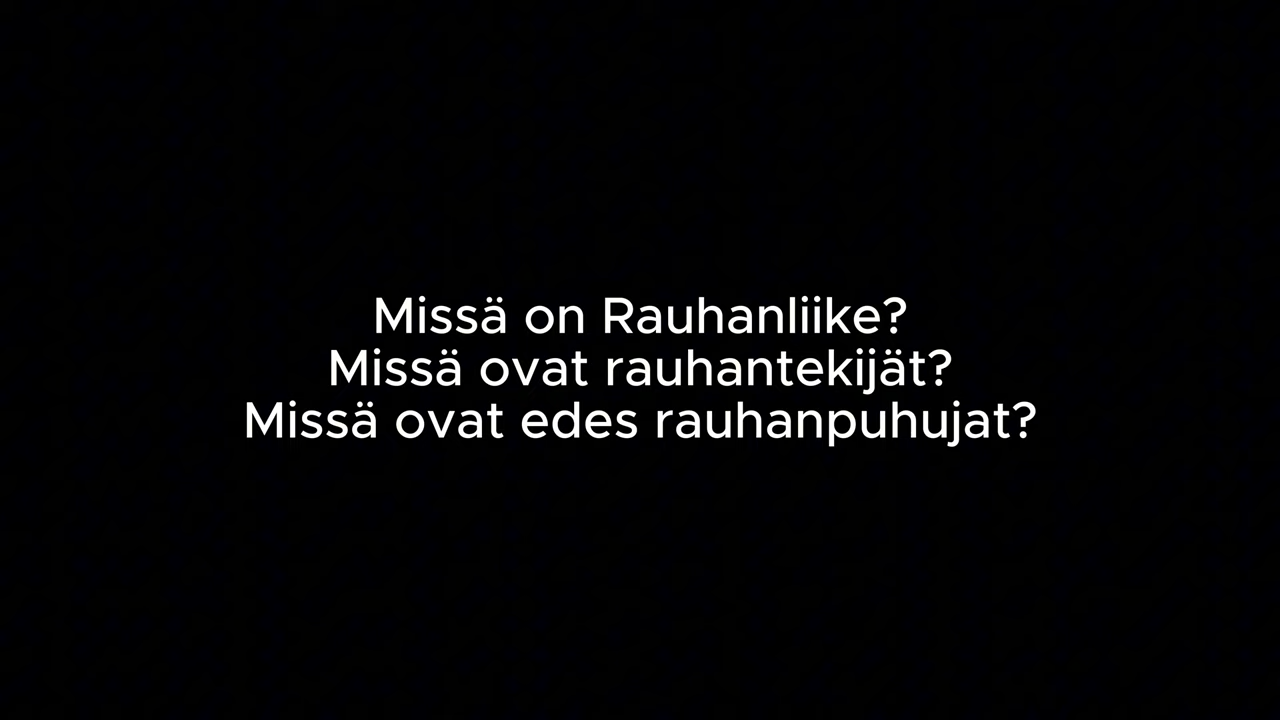 Missä on Rauhanliike?
Missä ovat rauhantekijät?
Missä ovat edes rauhanpuhujat?